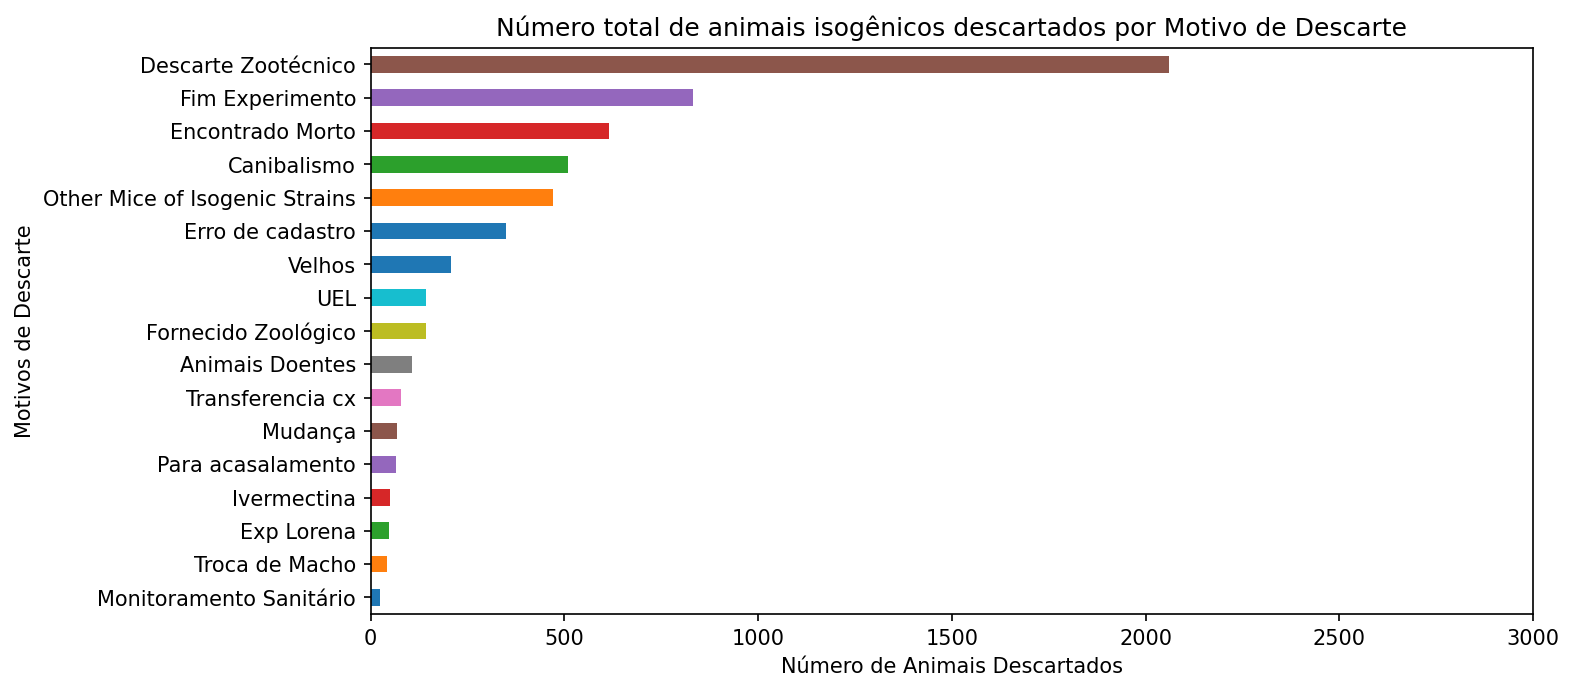 Número total de animais isogênicos descartados por Motivo de Descarte
Descarte Zootécnico
Fim Experimento
Encontrado Morto
Canibalismo
Other Mice of Isogenic Strains
Erro de cadastro
Velhos
UEL
Fornecido Zoológico
Animais Doentes
Transferencia cx
Mudança
Para acasalamento
Ivermectina
Exp Lorena
Troca de Macho
Monitoramento Sanitário
Motivos de Descarte
0 500 1000 1500 2000 2500 3000
Número de Animais Descartados